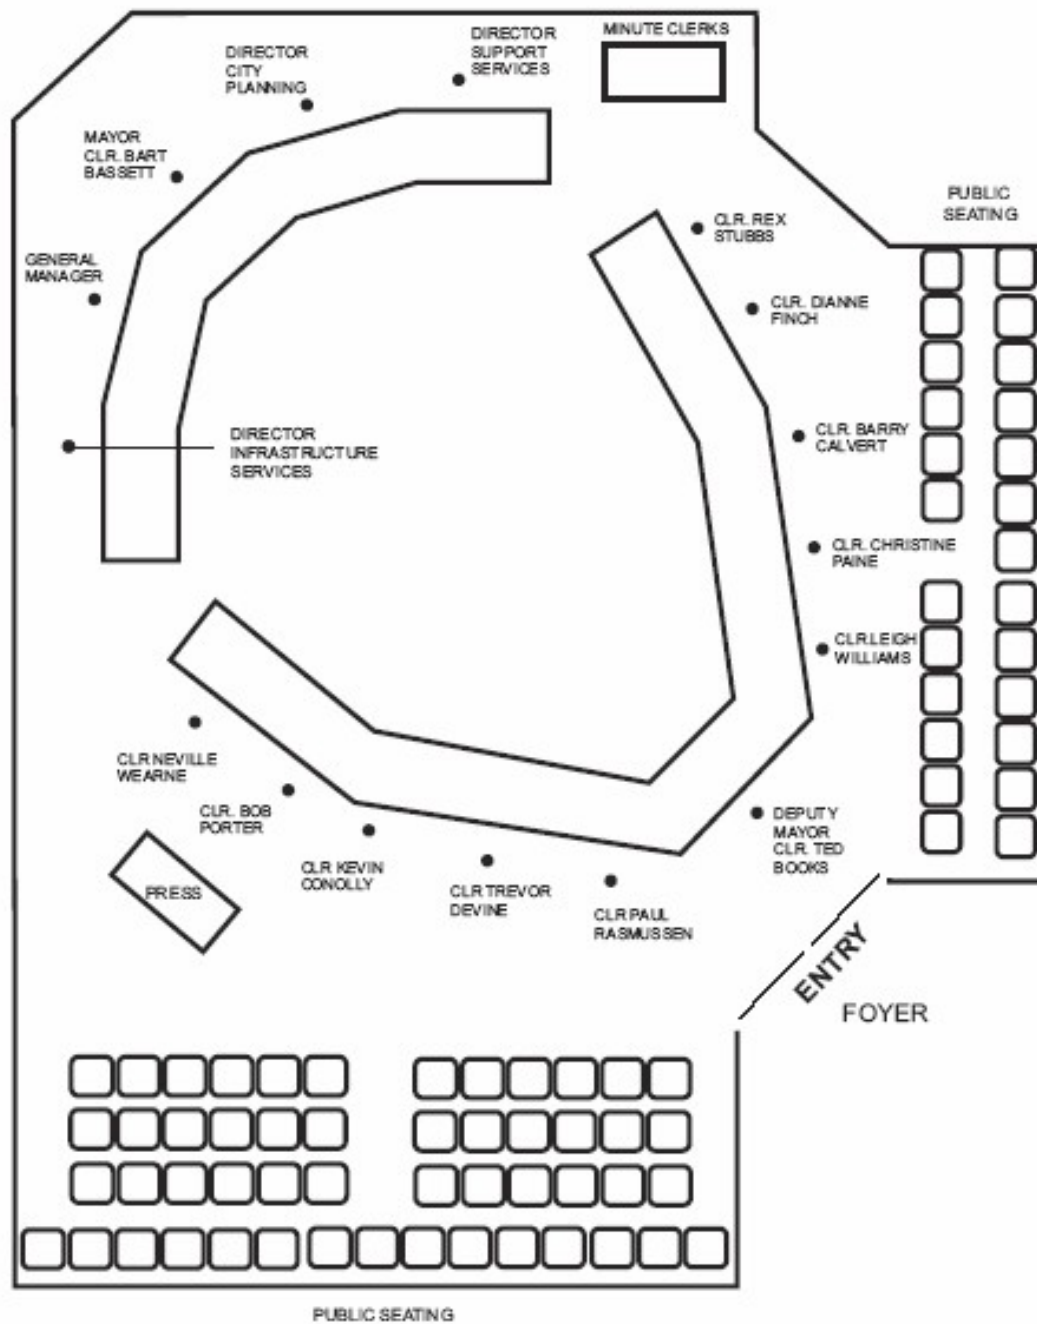 MINUTE CLERKS
DIRECTOR
SUPPORT
SERVICES
DIRECTOR
CITY
PLANNING
MAYOR
CLR. BART
BASSETT
GENERAL
MANAGER
DIRECTOR
INFRASTRUCTURE
SERVICES
PUBLIC
SEATING
CLR. REX
STUBBS
CLR. DIANNE
FINCH
CLR. BARRY
CALVERT
CLR. CHRISTINE
PAINE
CLR.LEIGH
WILLIAMS
DEPUTY
MAYOR
CLR. TED
BOOKS
CLR NEVILLE
WEARNE
CLR. BOB
PORTER
CLR KEVIN
CONOLLY
CLR TREVOR
DEVINE
CLR PAUL
RASMUSSEN
PRESS
ENTRY
FOYER
PUBLIC SEATING